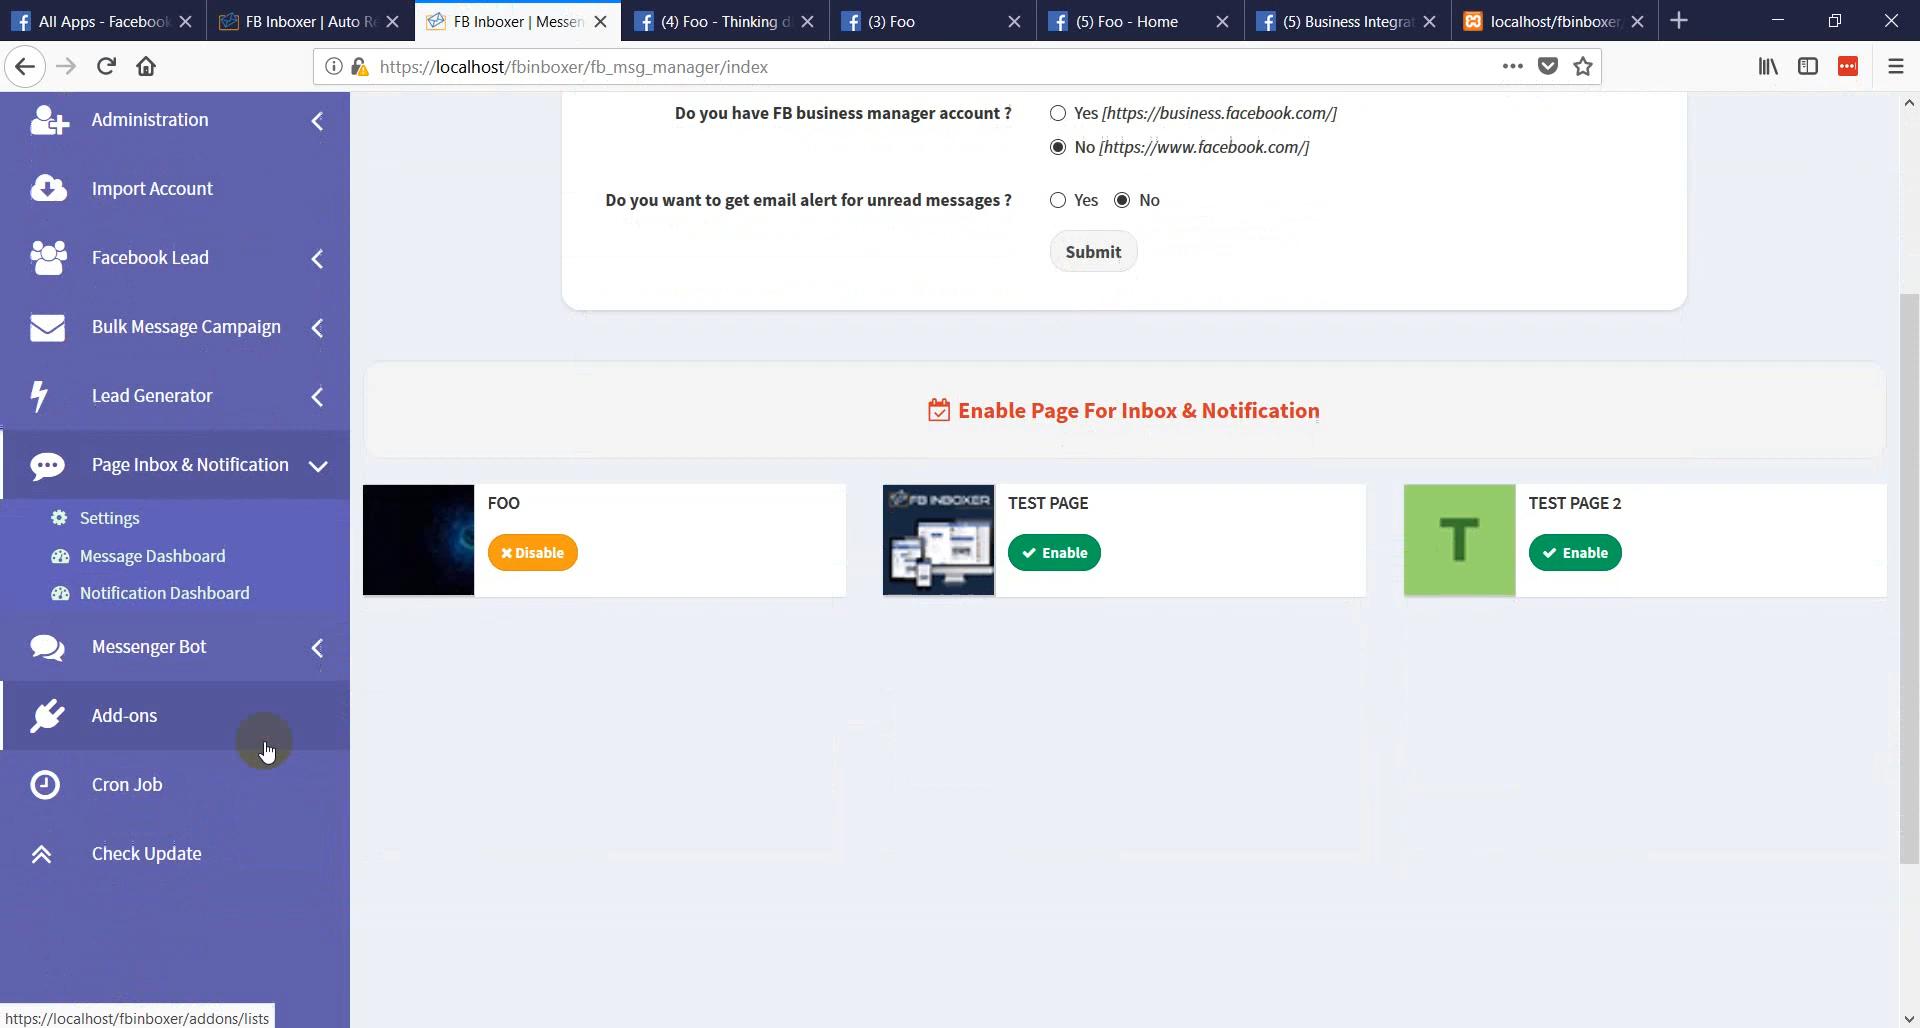 All Apps - Facebook
FB Inboxer | Auto Re
FB Inboxer | Messen
(4) Foo - Thinking d
(3) Foo
(5) Foo - Home
(5) Business Integrat
localhost/fbinboxer
https://localhost/fbinboxer/fb_msg_manager/index
Administration
Import Account
Facebook Lead
Bulk Message Campaign
Lead Generator
Page Inbox & Notification
Settings
Message Dashboard
Notification Dashboard
Messenger Bot
Add-ons
Cron Job
Check Update
Do you have FB business manager account ?
Yes [https://business.facebook.com/]
No [https://www.facebook.com/]
Do you want to get email alert for unread messages ?
Yes No
Submit
Enable Page For Inbox & Notification
FOO
Disable
FB INBOXER
TEST PAGE
Enable
T
TEST PAGE 2
Enable
https://localhost/fbinboxer/addons/lists